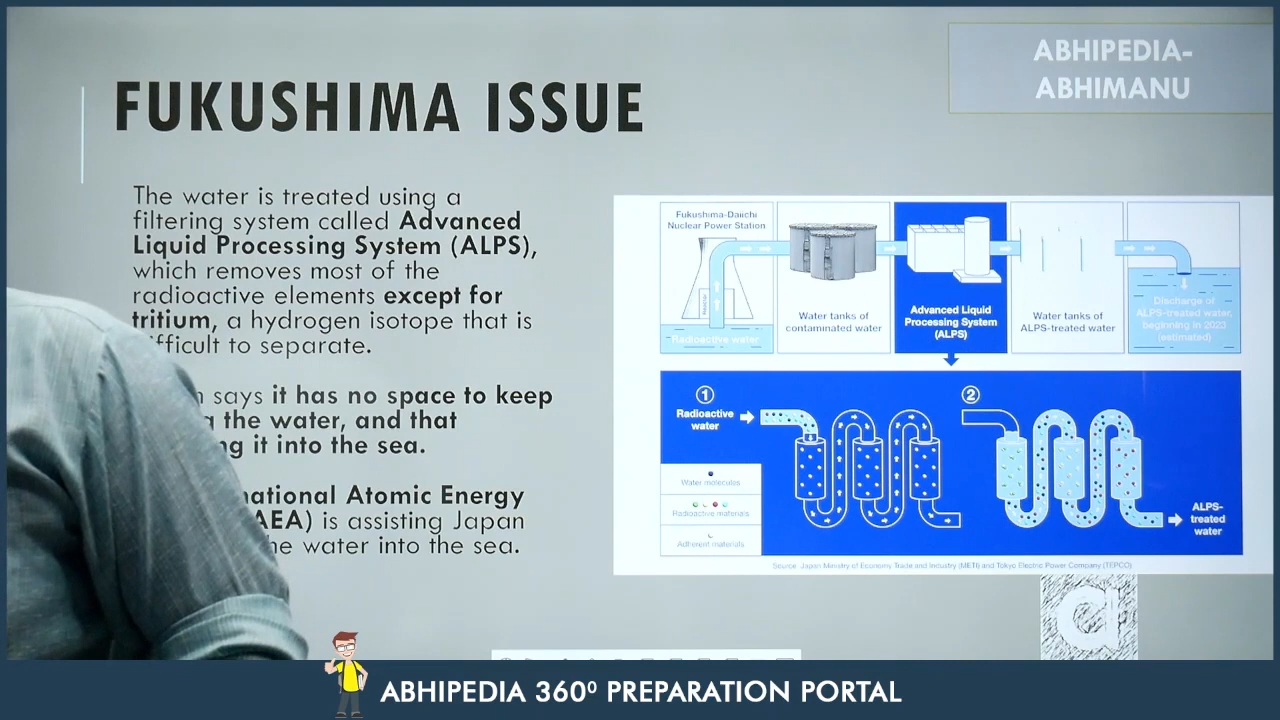 ABHIPEDIA-
ABHIMANU
FUKUSHIMA ISSUE
The water is treated using a
filtering system called Advanced
Liquid Processing System (ALPS),
which removes most of the
radioactive elements except for
tritium, a hydrogen isotope that is
fficult to separate.
says it has no space to keep
the water, and that
it into the sea.
national Atomic Energy
AEA) is assisting Japan
he water into the sea.
Fukushima-Daiichi
Nuclear Power Station
Reactor
Radioactive water
Water tanks of
contaminated water
Advanced Liquid
Processing System
(ALPS)
Water tanks of
ALPS-treated water
Discharge of
ALPS-treated water,
beginning in 2023
(estimated)
1
Radioactive
water
Water molecules
Radioactive materials
Adherent materials
2
ALPS-
treated
water
Source: Japan Ministry of Economy Trade and Industry (METI) and Tokyo Electric Power Company (TEPCO)
a
ABHIPEDIA 360⁰ PREPARATION PORTAL